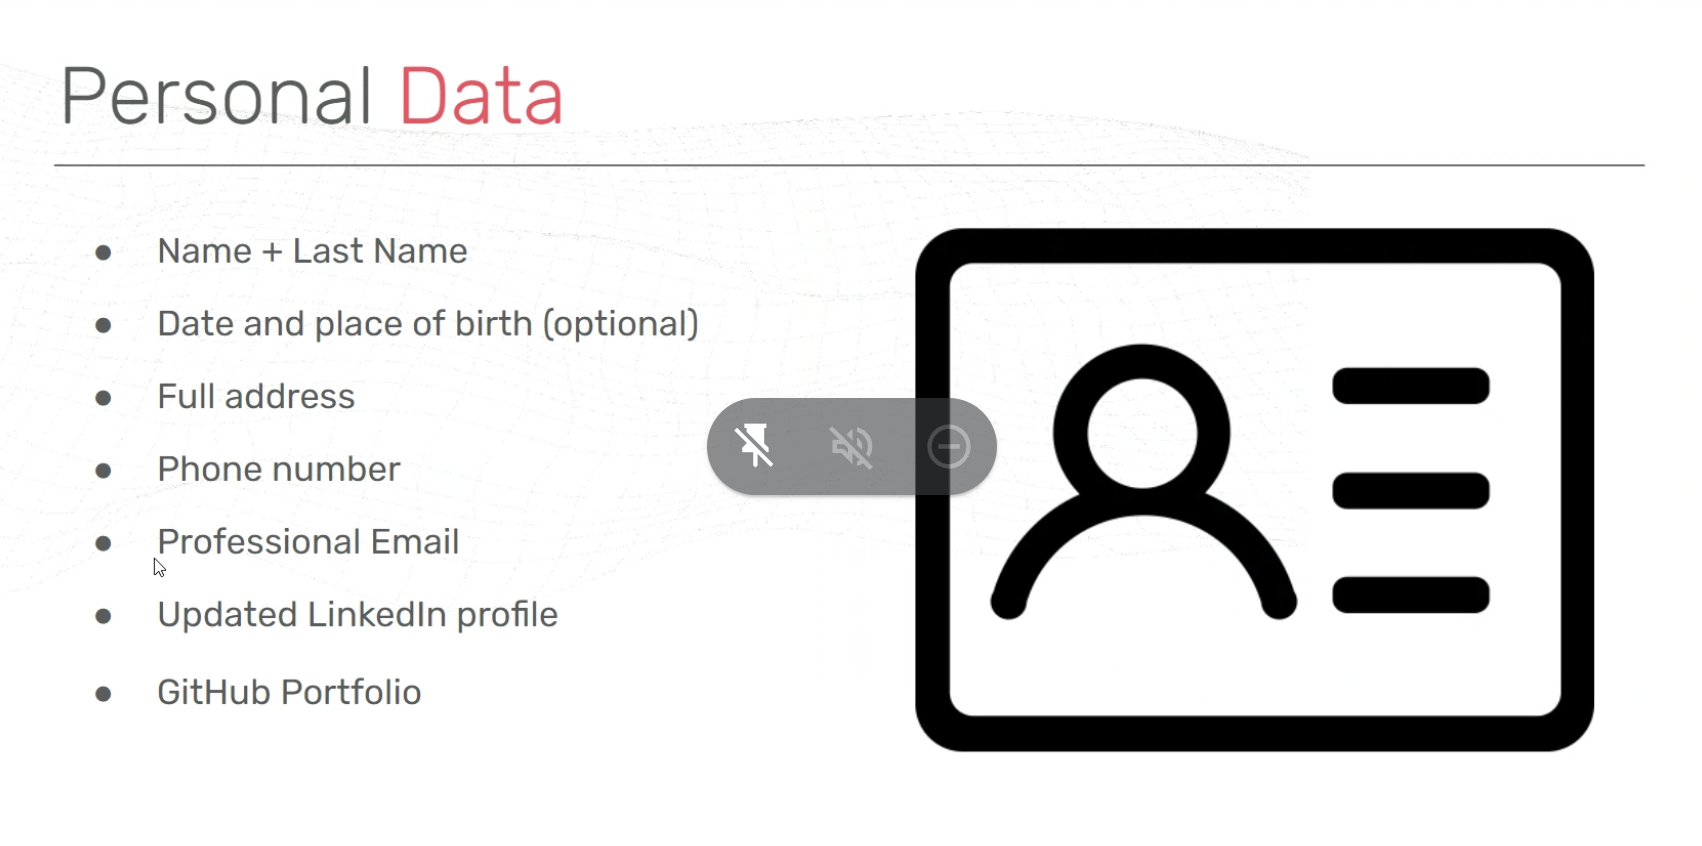 Personal Data
Name + Last Name
Date and place of birth (optional)
Full address
Phone number
Professional Email
Updated LinkedIn profile
GitHub Portfolio